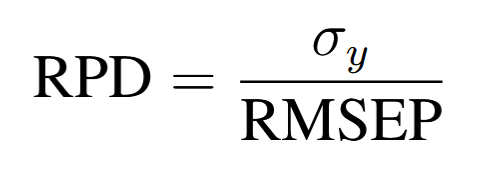 RPD = σ_y / RMSEP